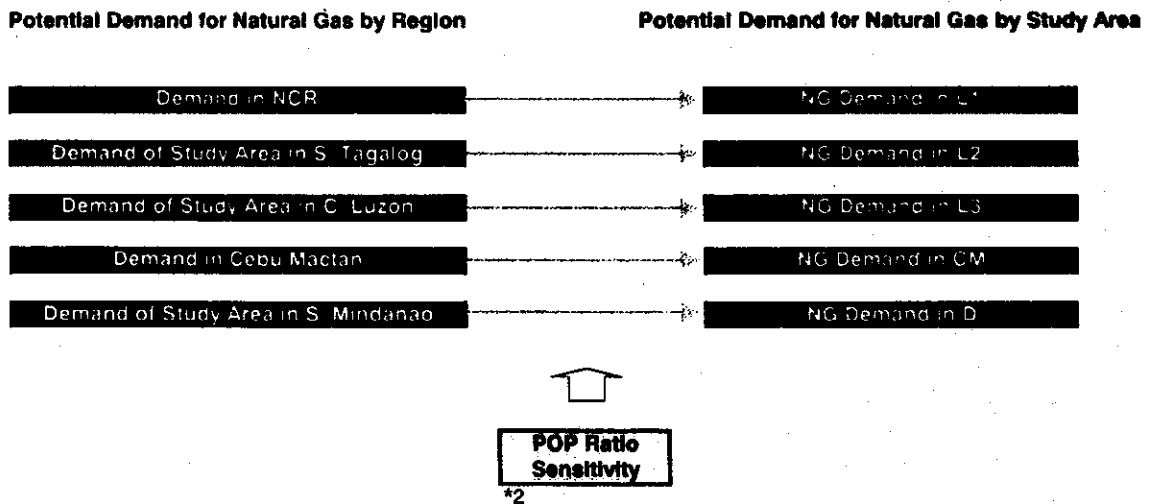 Potential Demand for Natural Gas by Region
Potential Demand for Natural Gas by Study Area
Demand in NCR
NG Demand in L1
Demand of Study Area in S. Tagalog
NG Demand in L2
Demand of Study Area in C. Luzon
NG Demand in L3
Demand in Cebu Mactan
NG Demand in CM
Demand of Study Area in S. Mindanao
NG Demand in D
POP Ratio
Sensitivity
*2